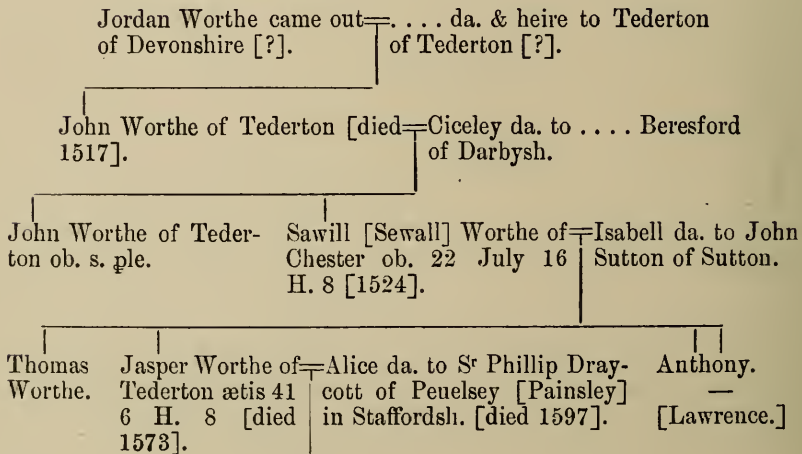 Jordan Worthe came out=. . . . da. & heire to Tederton
of Devonshire [?]. of Tederton [?].
John Worthe of Tederton [died=Ciceley da. to . . . . Beresford
1517]. of Darbysh.
John Worthe of Teder-
ton ob. s. ple.
Sawill [Sewall] Worthe of=Isabell da. to John
Chester ob. 22 July 16 Sutton of Sutton.
H. 8 [1524].
Thomas
Worthe.
Jasper Worthe of=Alice da. to Sʳ Phillip Dray-
Tederton ætis 41 cott of Peuelsey [Painsley]
6 H. 8 [died in Staffordsh. [died 1597].
1573].
Anthony.
—
[Lawrence.]